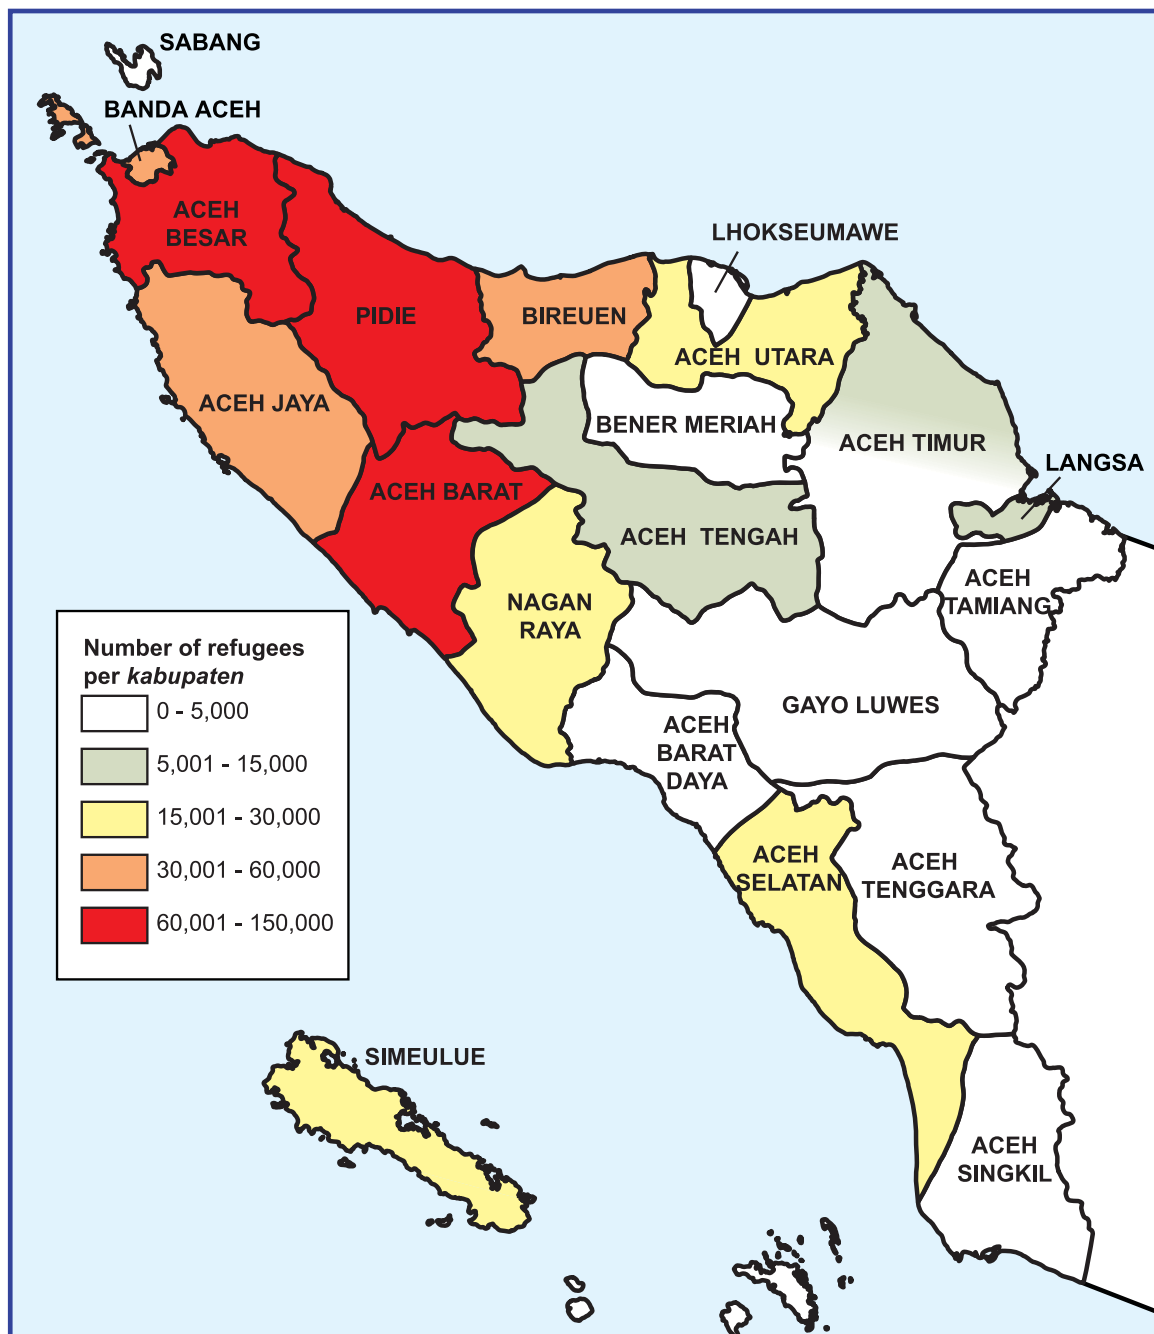 SABANG
BANDA ACEH
ACEH
BESAR
LHOKSEUMAWE
PIDIE
BIREUEN
ACEH UTARA
ACEH JAYA
BENER MERIAH
ACEH TIMUR
LANGSA
ACEH BARAT
ACEH TENGAH
ACEH
TAMIANG
NAGAN
RAYA
GAYO LUWES
ACEH
BARAT
DAYA
ACEH
SELATAN
ACEH
TENGGARA
Number of refugees
per kabupaten
0 - 5,000
5,001 - 15,000
15,001 - 30,000
30,001 - 60,000
60,001 - 150,000
SIMEULUE
ACEH
SINGKIL